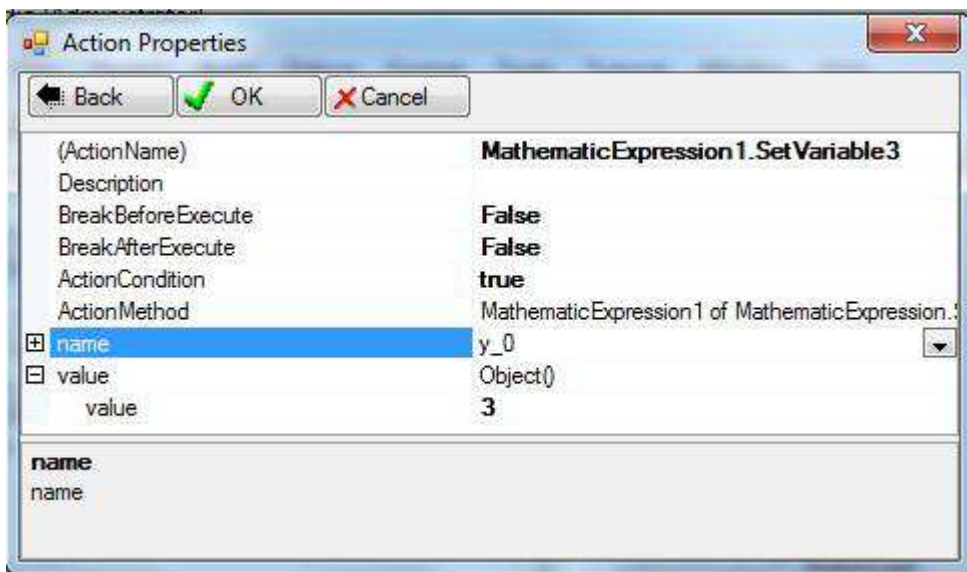 Action Properties
Back OK Cancel
(ActionName) MathematicExpression1.SetVariable3
Description
BreakBeforeExecute False
BreakAfterExecute False
ActionCondition true
ActionMethod MathematicExpression1 of MathematicExpression.
name y_0
value Object()
value 3
name
name